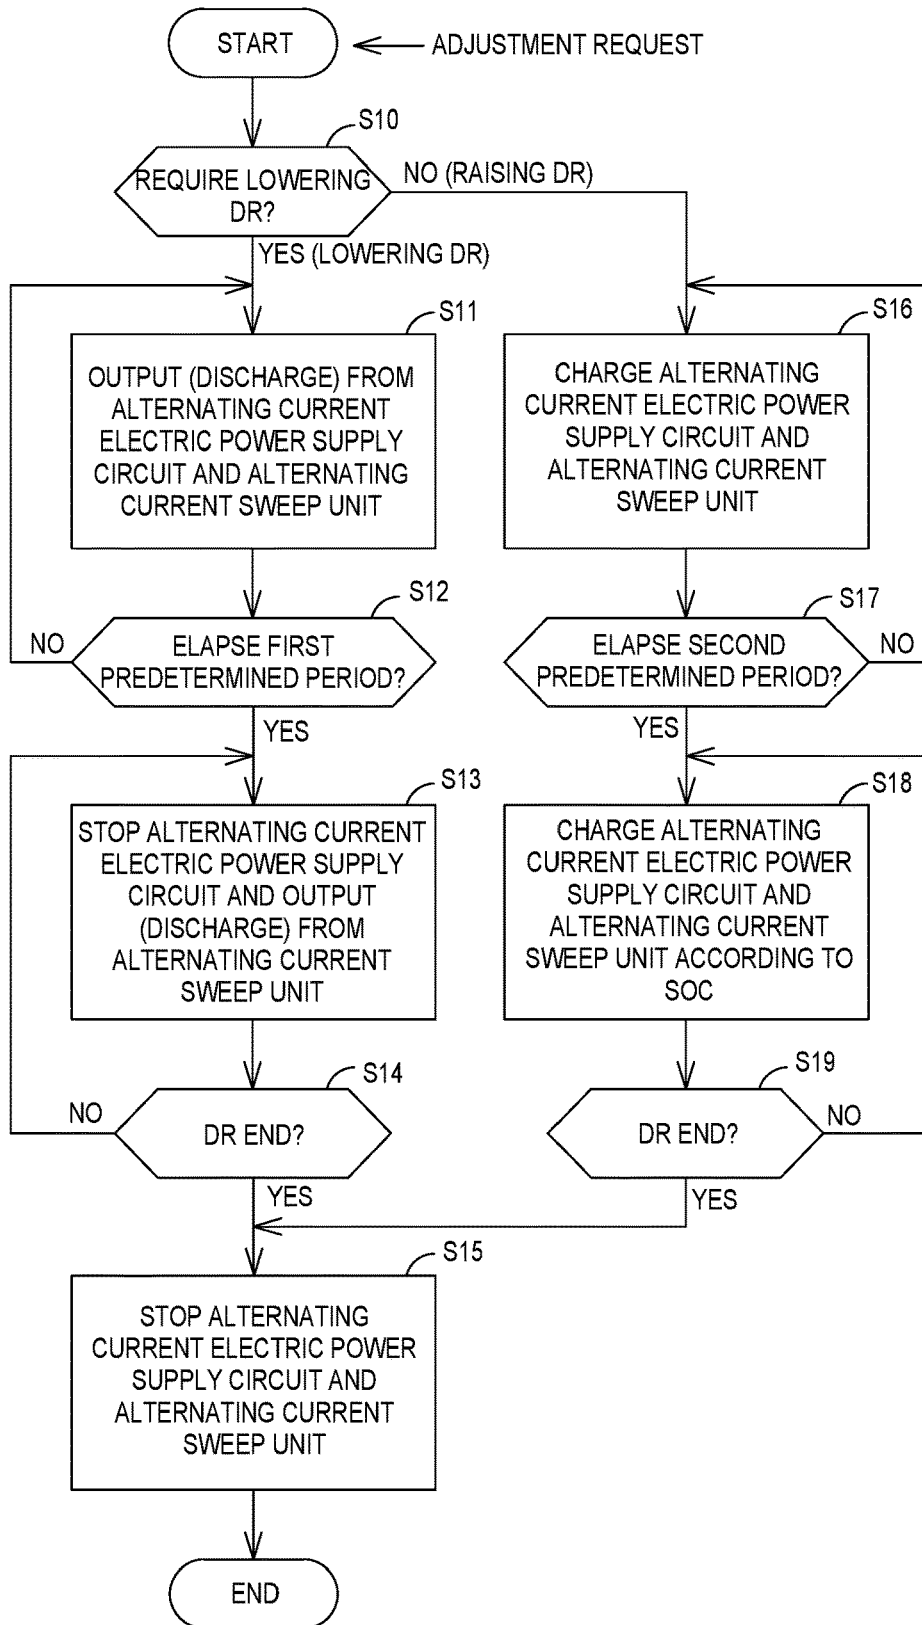 START
ADJUSTMENT REQUEST
S10
REQUIRE LOWERING
DR?
NO (RAISING DR)
YES (LOWERING DR)
S11
OUTPUT (DISCHARGE) FROM
ALTERNATING CURRENT
ELECTRIC POWER SUPPLY
CIRCUIT AND ALTERNATING
CURRENT SWEEP UNIT
S12
NO
ELAPSE FIRST
PREDETERMINED PERIOD?
YES
S13
STOP ALTERNATING CURRENT
ELECTRIC POWER SUPPLY
CIRCUIT AND OUTPUT
(DISCHARGE) FROM
ALTERNATING CURRENT
SWEEP UNIT
S14
NO
DR END?
YES
S16
CHARGE ALTERNATING
CURRENT ELECTRIC POWER
SUPPLY CIRCUIT AND
ALTERNATING CURRENT
SWEEP UNIT
S17
ELAPSE SECOND
PREDETERMINED PERIOD?
NO
YES
S18
CHARGE ALTERNATING
CURRENT ELECTRIC POWER
SUPPLY CIRCUIT AND
ALTERNATING CURRENT
SWEEP UNIT ACCORDING TO
SOC
S19
DR END?
NO
YES
S15
STOP ALTERNATING
CURRENT ELECTRIC POWER
SUPPLY CIRCUIT AND
ALTERNATING CURRENT
SWEEP UNIT
END